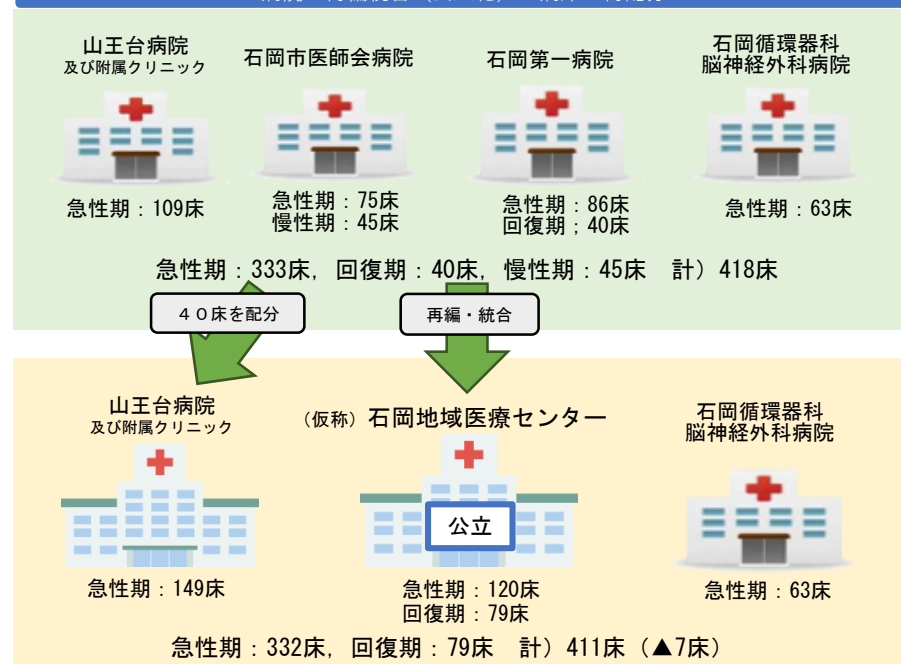 山王台病院
及び附属クリニック
石岡市医師会病院
石岡第一病院
石岡循環器科
脳神経外科病院
急性期：109床
急性期：75床
慢性期：45床
急性期：86床
回復期；40床
急性期：63床
急性期：333床，回復期：40床，慢性期：45床　計）418床
４０床を配分
再編・統合
山王台病院
及び附属クリニック
（仮称）石岡地域医療センター
石岡循環器科
脳神経外科病院
公立
急性期：149床
急性期：120床
回復期：79床
急性期：63床
急性期：332床，回復期：79床　計）411床（▲7床）